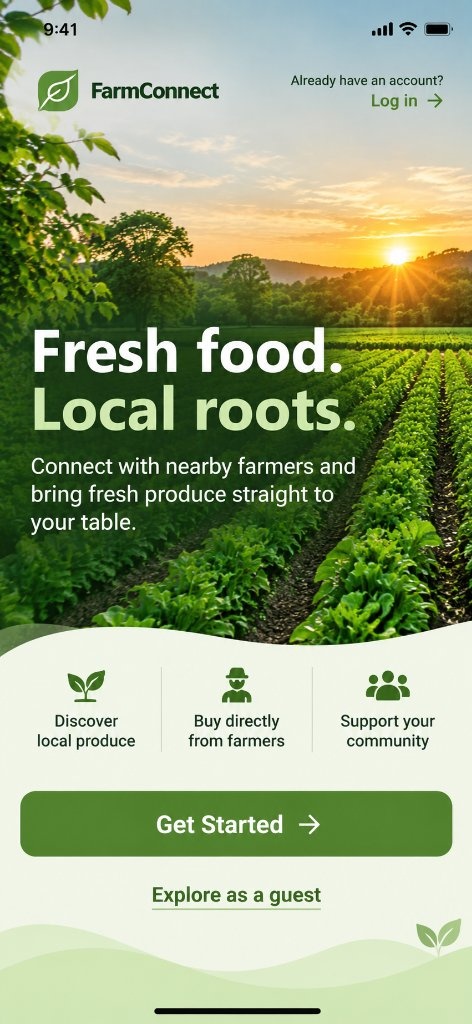 9:41
FarmConnect
Already have an account?
Log in →
Fresh food.
Local roots.
Connect with nearby farmers and
bring fresh produce straight to
your table.
Discover
local produce
Buy directly
from farmers
Support your
community
Get Started →
Explore as a guest